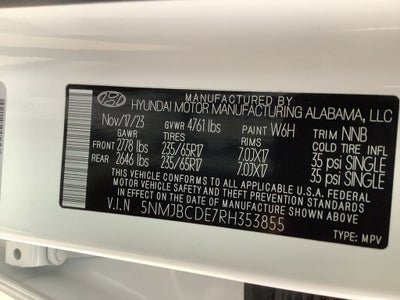 MANUFACTURED BY
HYUNDAI MOTOR MANUFACTURING ALABAMA, LLC
Nov/17/23 GVWR 4761 lbs PAINT W6H TRIM NNB
GAWR TIRES RIMS COLD INFL
FRONT 2778 lbs 235/65R17 7.0JX17 35 psi SINGLE
REAR 2646 lbs 235/65R17 7.0JX17 35 psi SINGLE
THIS VEHICLE CONFORMS TO ALL APPLICABLE U.S.A. FEDERAL
MOTOR VEHICLE SAFETY, BUMPER, AND THEFT PREVENTION STANDARDS
IN EFFECT ON THE DATE OF MANUFACTURE SHOWN ABOVE.
V.I.N 5NMJBCDE7RH353855
TYPE: MPV